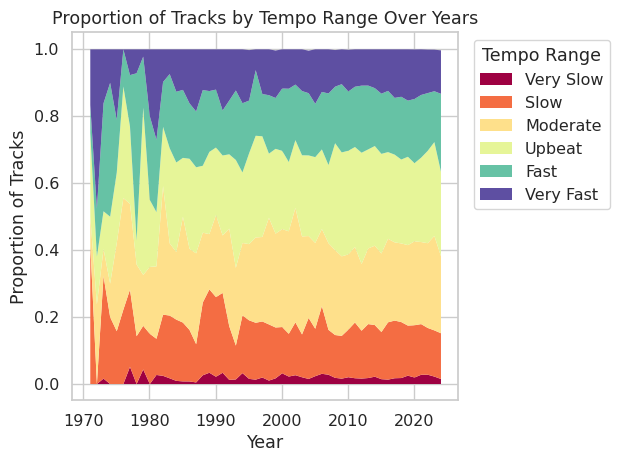 Proportion of Tracks by Tempo Range Over Years
Proportion of Tracks
1.0
0.8
0.6
0.4
0.2
0.0
1970 1980 1990 2000 2010 2020
Year
Tempo Range
Very Slow
Slow
Moderate
Upbeat
Fast
Very Fast